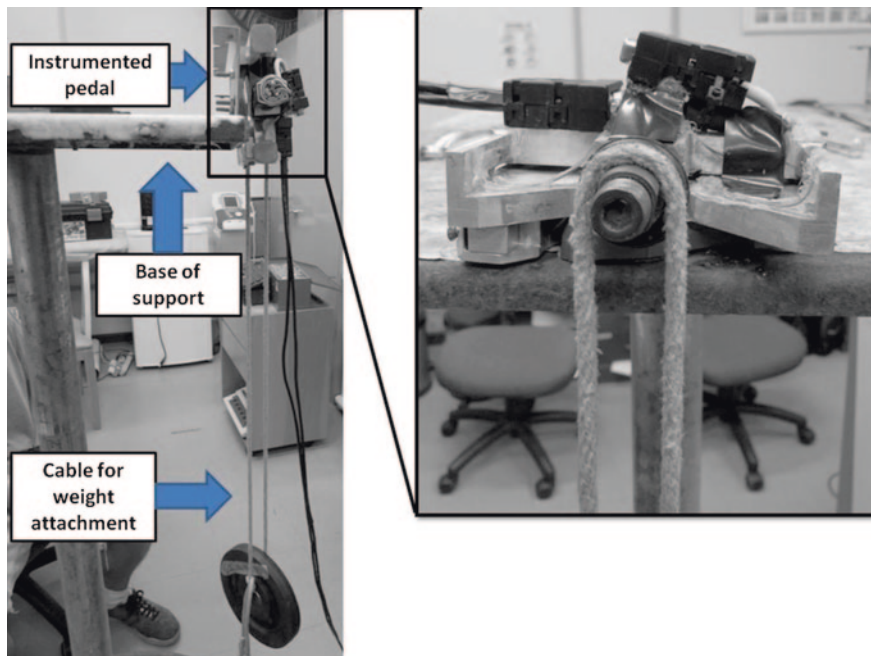 Instrumented
pedal
Base of
support
Cable for
weight
attachment